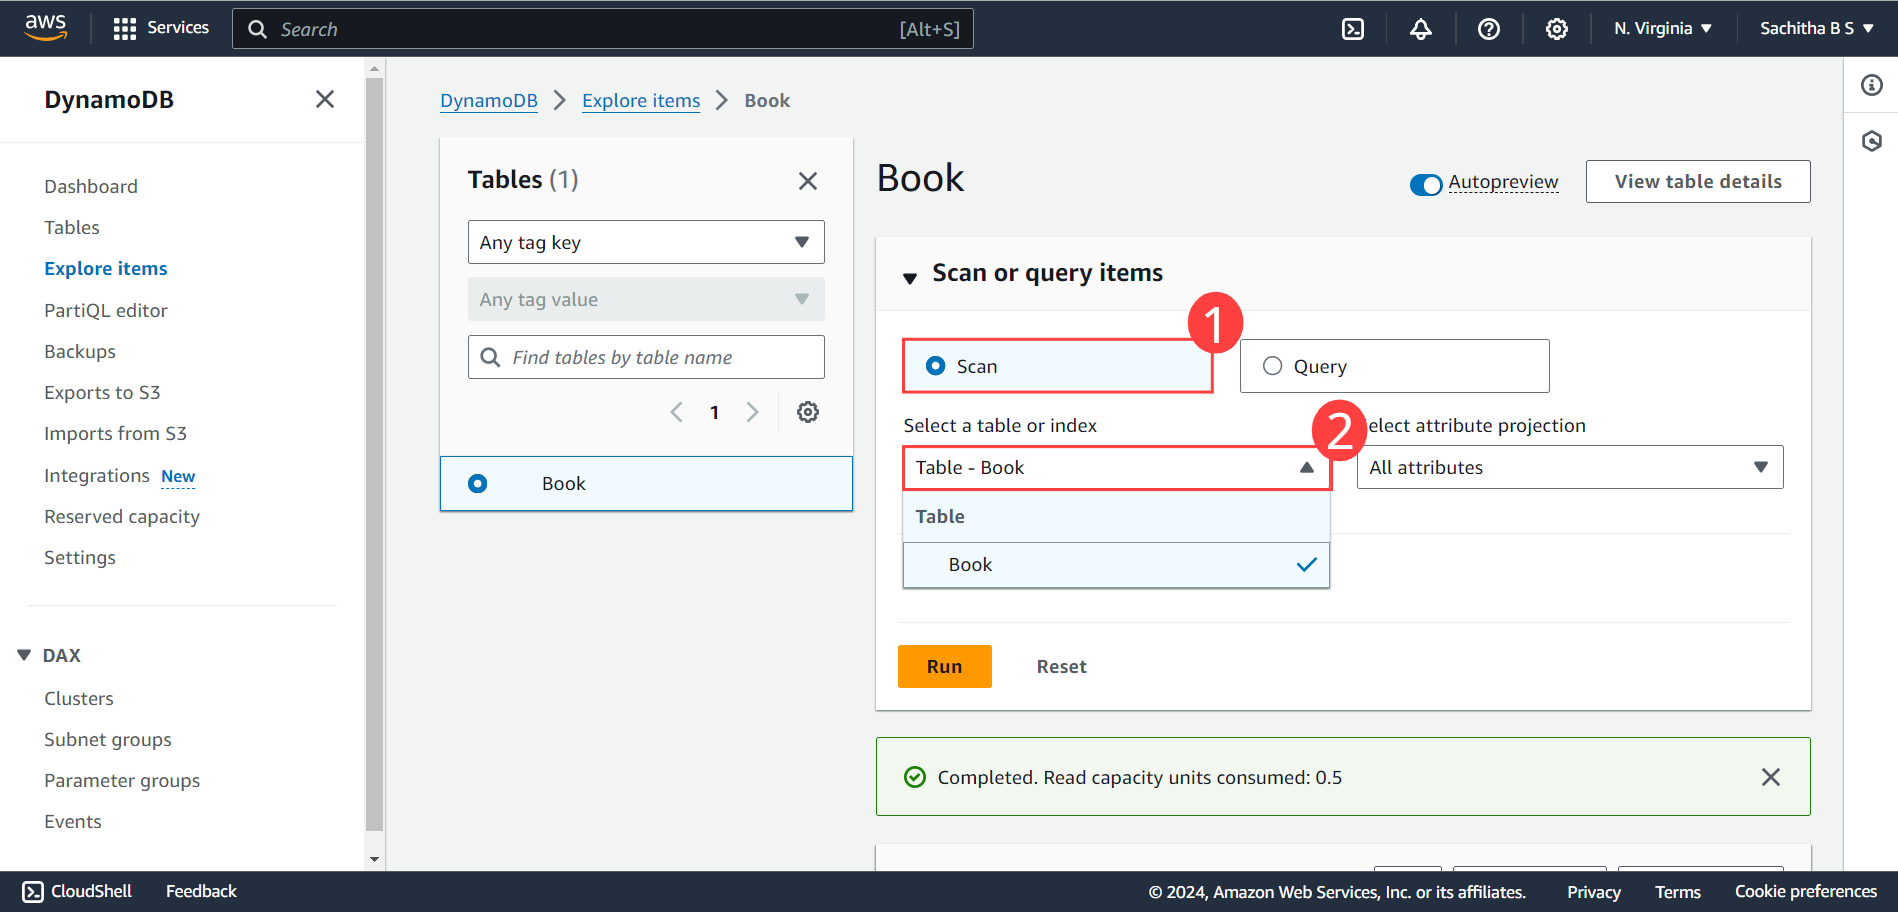 aws
Services
Search
[Alt+S]
N. Virginia
Sachitha B S
DynamoDB
Dashboard
Tables
Explore items
PartiQL editor
Backups
Exports to S3
Imports from S3
Integrations New
Reserved capacity
Settings
DAX
Clusters
Subnet groups
Parameter groups
Events
DynamoDB
Explore items
Book
Tables (1)
Any tag key
Any tag value
Find tables by table name
1
Book
Book
Autopreview
View table details
Scan or query items
1
Scan
Query
2
Select a table or index
elect attribute projection
Table - Book
All attributes
Table
Book
Run
Reset
Completed. Read capacity units consumed: 0.5
CloudShell
Feedback
© 2024, Amazon Web Services, Inc. or its affiliates.
Privacy
Terms
Cookie preferences